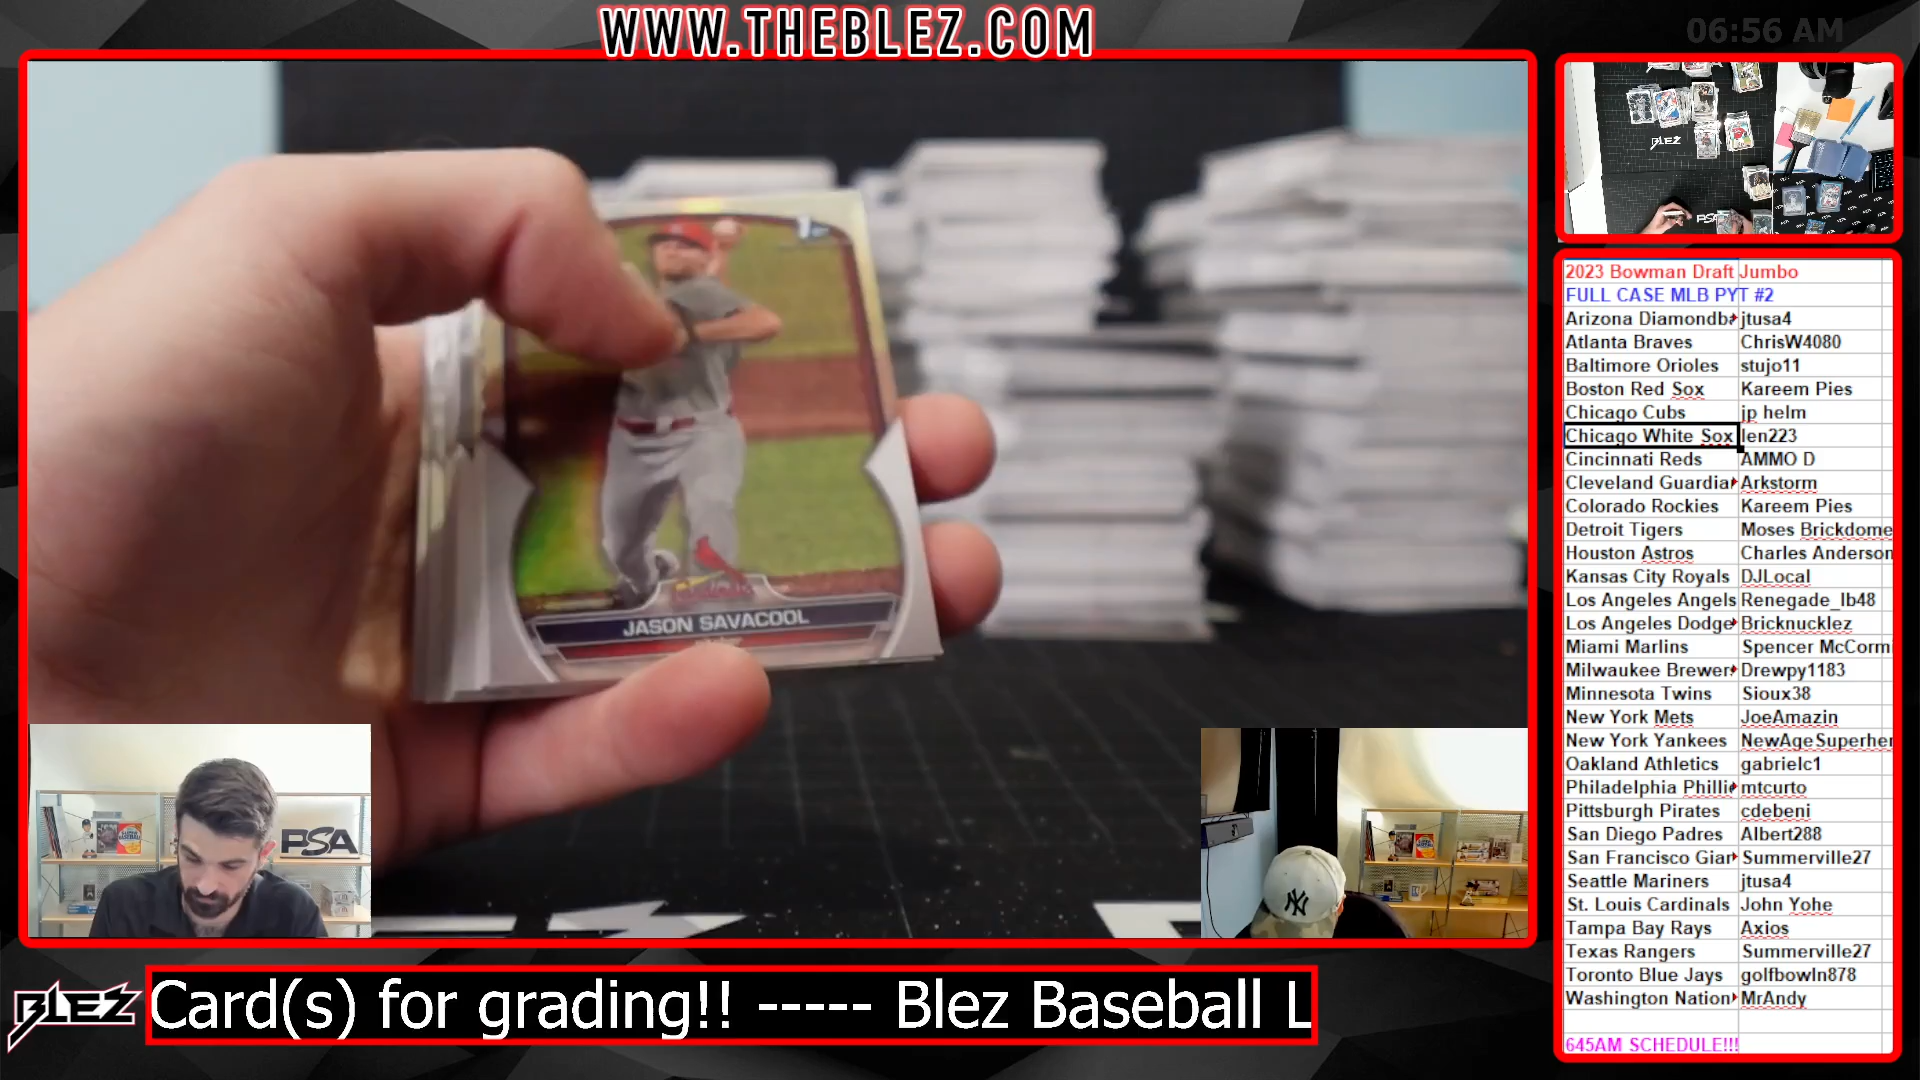 WWW.THEBLEZ.COM
06:56 AM
JASON SAVACOOL
PSA
BLEZ
Card(s) for grading!! ----- Blez Baseball L
2023 Bowman Draft Jumbo
FULL CASE MLB PYT #2
Arizona Diamondba jtusa4
Atlanta Braves ChrisW4080
Baltimore Orioles stujo11
Boston Red Sox Kareem Pies
Chicago Cubs jp helm
Chicago White Sox len223
Cincinnati Reds AMMO D
Cleveland Guardia Arkstorm
Colorado Rockies Kareem Pies
Detroit Tigers Moses Brickdome
Houston Astros Charles Anderson
Kansas City Royals DJLocal
Los Angeles Angels Renegade_lb48
Los Angeles Dodge Bricknucklez
Miami Marlins Spencer McCormi
Milwaukee Brewer Drewpy1183
Minnesota Twins Sioux38
New York Mets JoeAmazin
New York Yankees NewAgeSuperher
Oakland Athletics gabrielc1
Philadelphia Philli mtcurto
Pittsburgh Pirates cdebeni
San Diego Padres Albert288
San Francisco Gian Summerville27
Seattle Mariners jtusa4
St. Louis Cardinals John Yohe
Tampa Bay Rays Axios
Texas Rangers Summerville27
Toronto Blue Jays golfbowln878
Washington Nation MrAndy
645AM SCHEDULE!!!